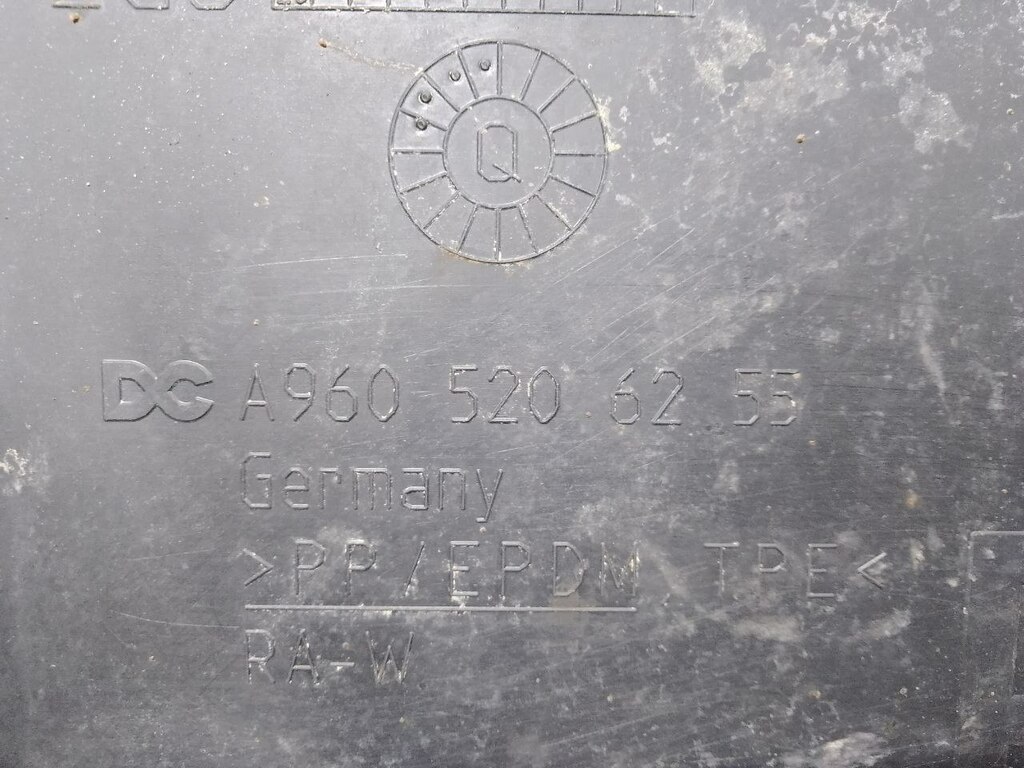 Q
DC A960 520 62 55
Germany
>PP/EPDM TPE<
RA-W